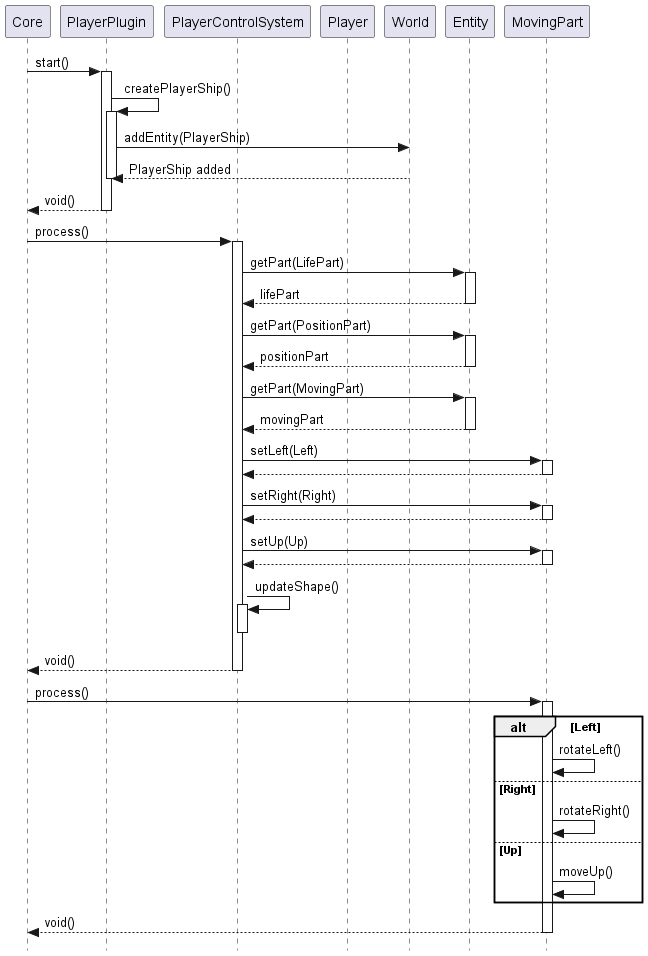 Core PlayerPlugin PlayerControlSystem Player World Entity MovingPart
start()
createPlayerShip()
addEntity(PlayerShip)
PlayerShip added
void()
process()
getPart(LifePart)
lifePart
getPart(PositionPart)
positionPart
getPart(MovingPart)
movingPart
setLeft(Left)
setRight(Right)
setUp(Up)
updateShape()
void()
process()
alt [Left]
rotateLeft()
[Right]
rotateRight()
[Up]
moveUp()
void()